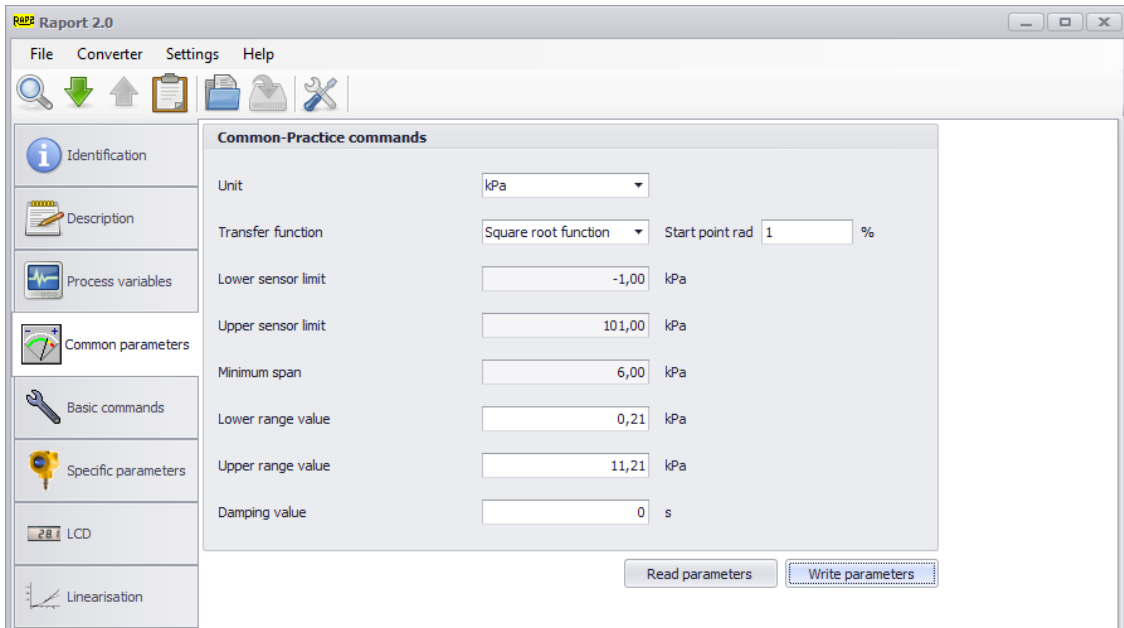 RAPO Raport 2.0
File Converter Settings Help
Identification
Description
Process variables
Common parameters
Basic commands
Specific parameters
LCD
Linearisation
Common-Practice commands
Unit kPa
Transfer function Square root function Start point rad 1 %
Lower sensor limit -1,00 kPa
Upper sensor limit 101,00 kPa
Minimum span 6,00 kPa
Lower range value 0,21 kPa
Upper range value 11,21 kPa
Damping value 0 s
Read parameters Write parameters